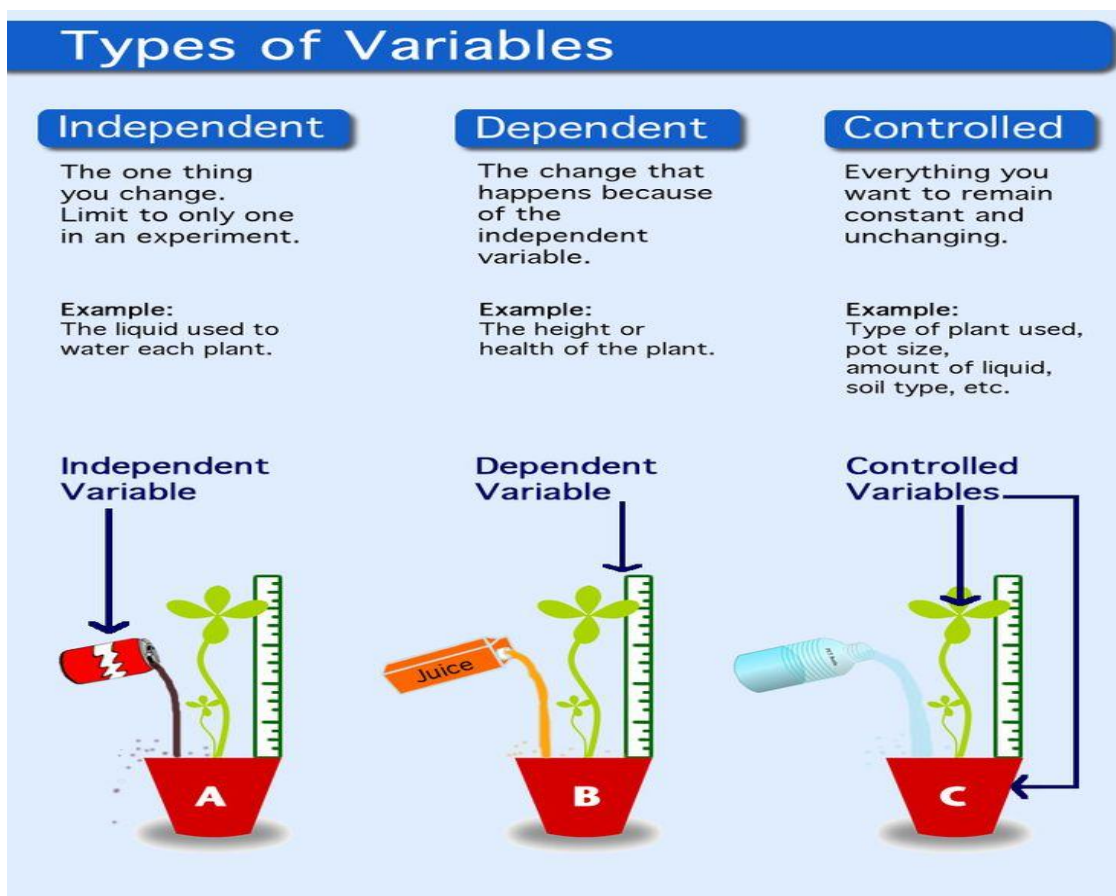 Types of Variables
Independent
The one thing
you change.
Limit to only one
in an experiment.
Example:
The liquid used to
water each plant.
Dependent
The change that
happens because
of the
independent
variable.
Example:
The height or
health of the plant.
Controlled
Everything you
want to remain
constant and
unchanging.
Example:
Type of plant used,
pot size,
amount of liquid,
soil type, etc.
Independent
Variable
Dependent
Variable
Controlled
Variables
Juice
A
B
C